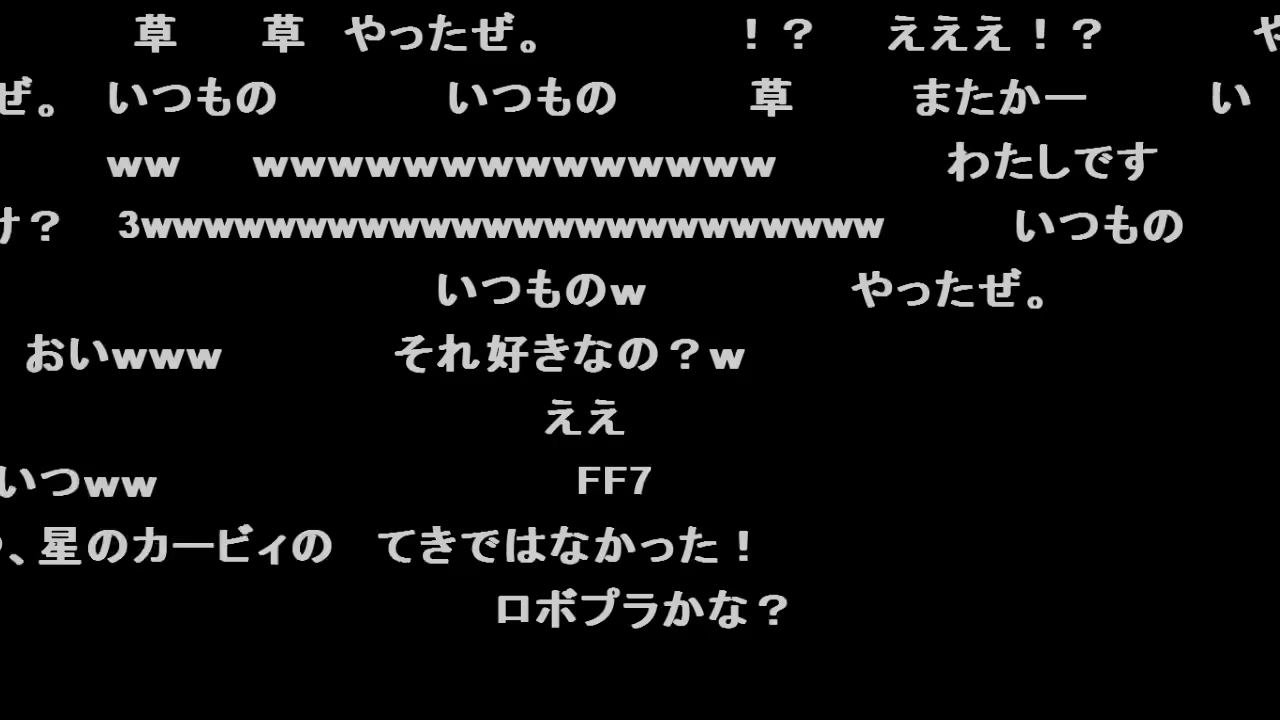 草 草 やったぜ。 ！？ えええ！？ や
ぜ。 いつもの いつもの 草 またかー い
ww wwwwwwwwwwwwww わたしです
け？ 3wwwwwwwwwwwwwwwwwwwwwwww いつもの
いつものw やったぜ。
おいwww それ好きなの？w
ええ
いつww FF7
、星のカービィの てきではなかった！
ロボプラかな？